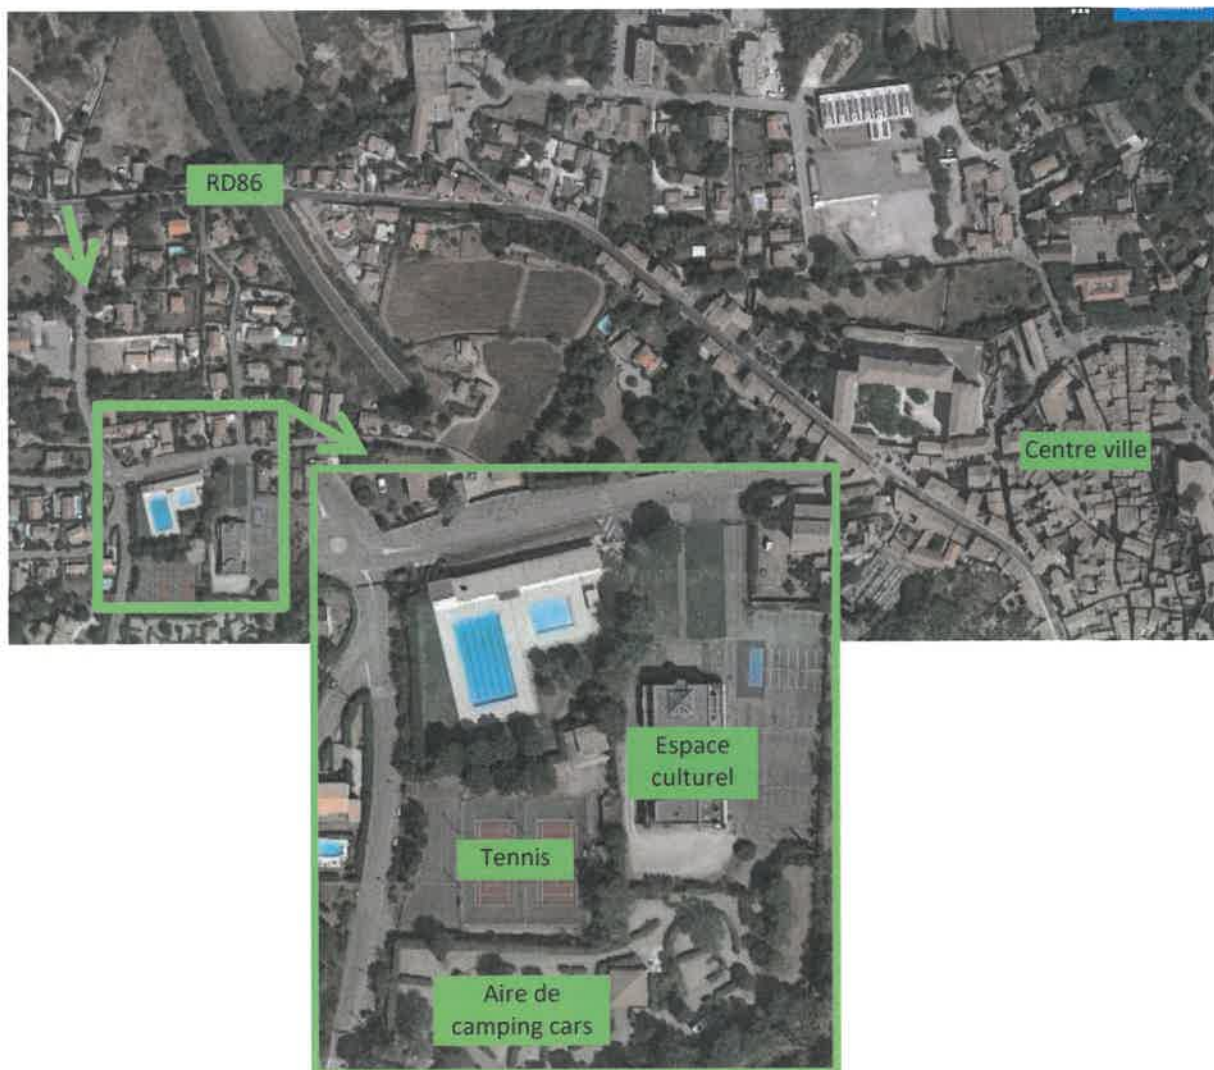 RD86
Centre ville
Espace
culturel
Tennis
Aire de
camping cars